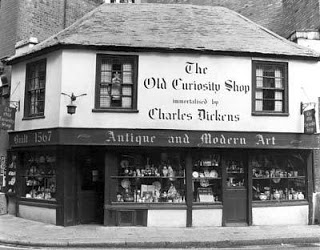 The
Old Curiosity Shop
immortalised by
Charles Dickens
Built 1567
Antique and Modern Art